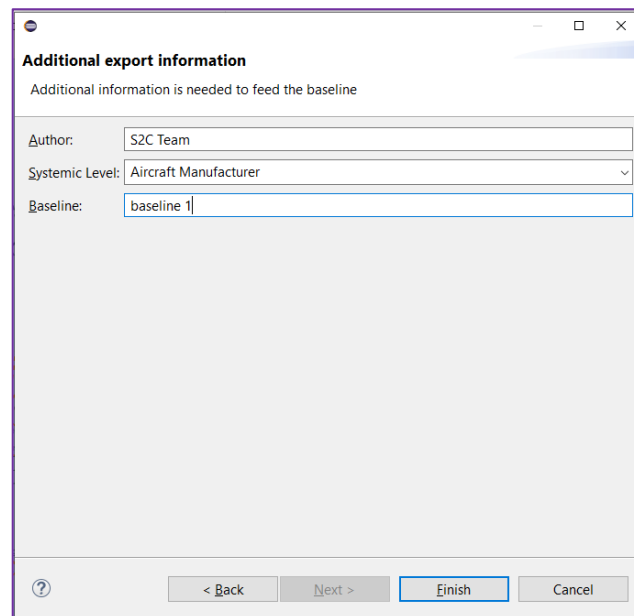 Additional export information
Additional information is needed to feed the baseline
Author: S2C Team
Systemic Level: Aircraft Manufacturer
Baseline: baseline 1
? < Back Next > Finish Cancel